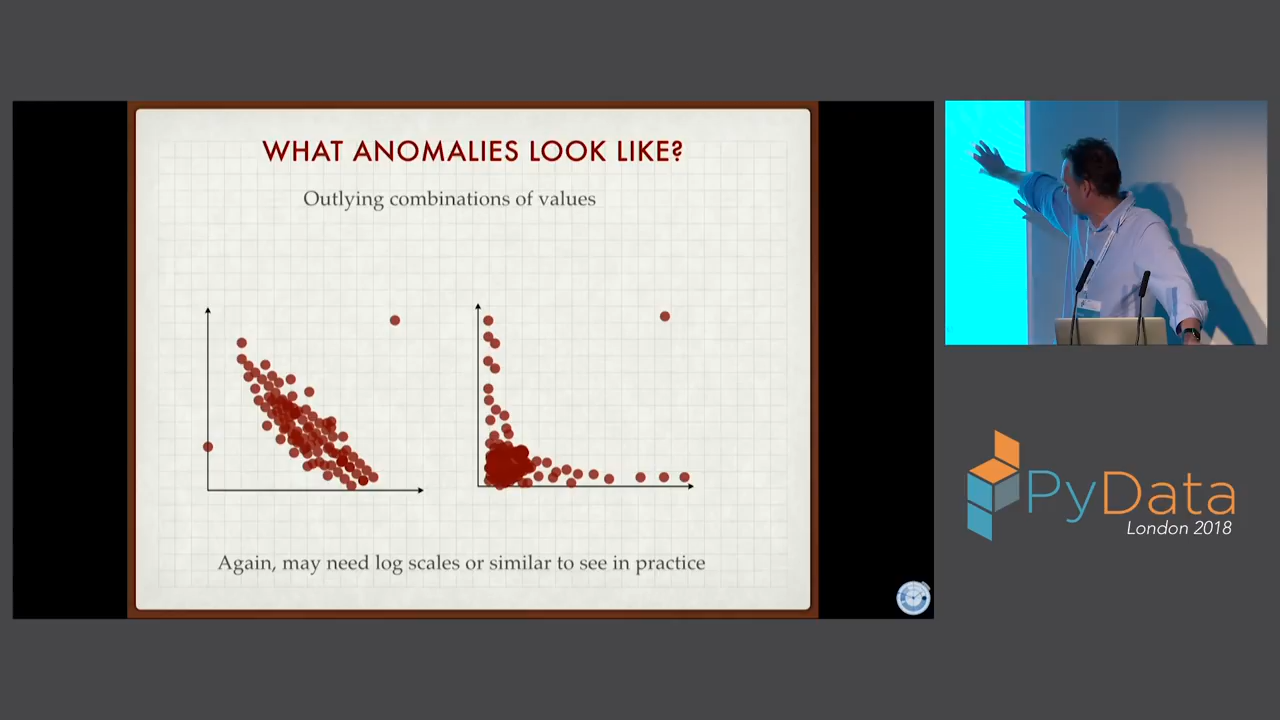 WHAT ANOMALIES LOOK LIKE?
Outlying combinations of values
Again, may need log scales or similar to see in practice
PyData
London 2018